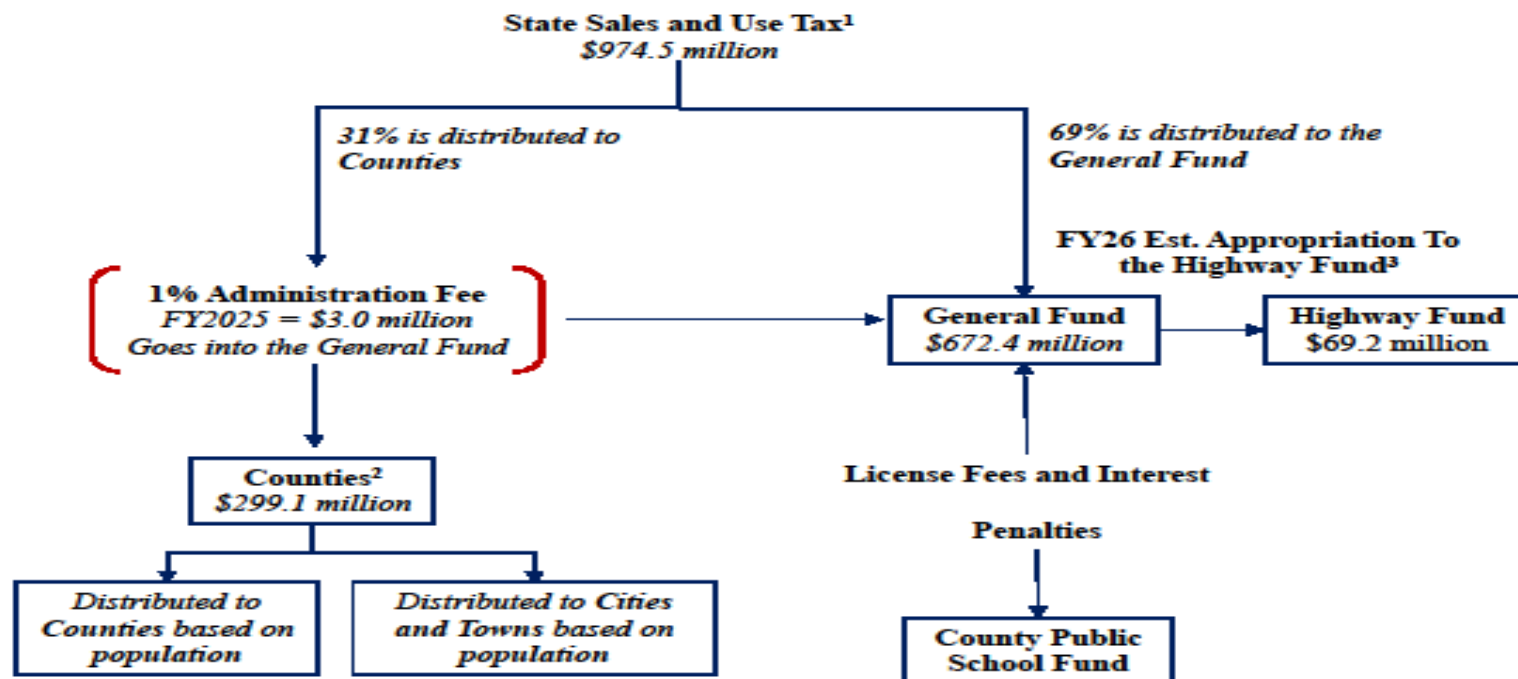 State Sales and Use Tax¹
$974.5 million
31% is distributed to
Counties
69% is distributed to the
General Fund
FY26 Est. Appropriation To
the Highway Fund³
1% Administration Fee
FY2025 = $3.0 million
Goes into the General Fund
General Fund
$672.4 million
Highway Fund
$69.2 million
Counties²
$299.1 million
License Fees and Interest
Penalties
Distributed to
Counties based on
population
Distributed to Cities
and Towns based on
population
County Public
School Fund